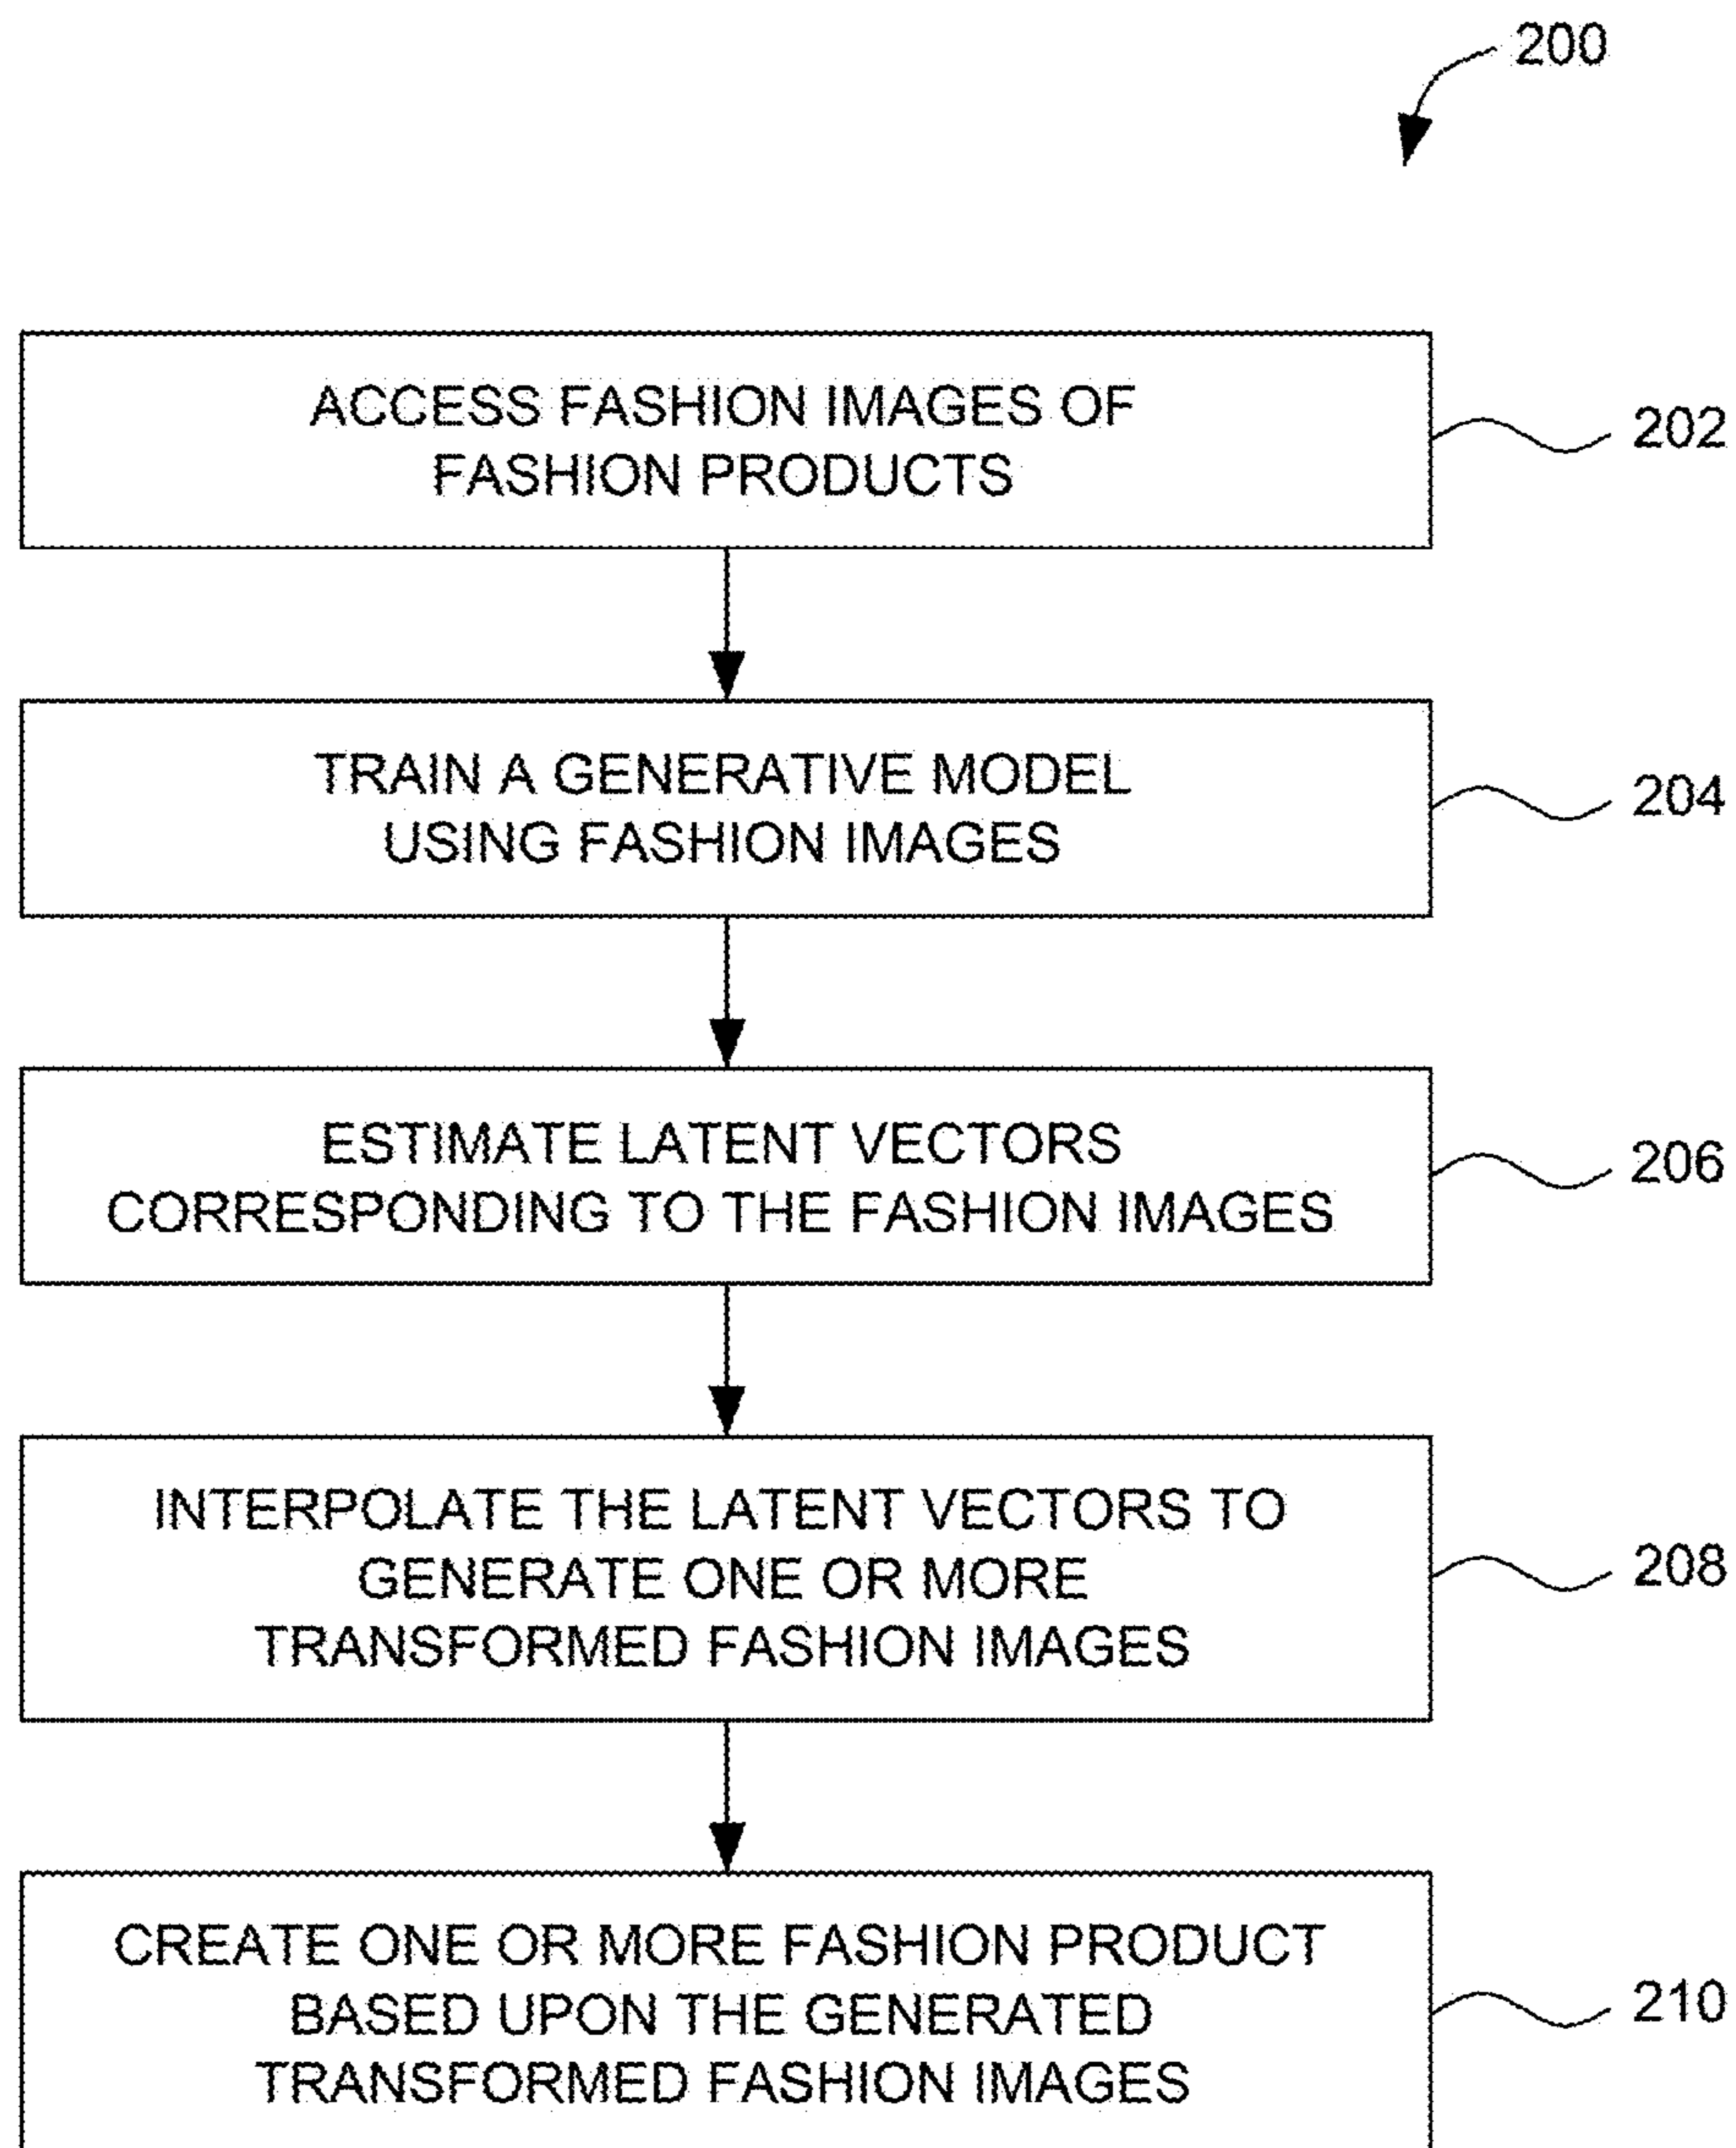 200
ACCESS FASHION IMAGES OF
FASHION PRODUCTS
202
TRAIN A GENERATIVE MODEL
USING FASHION IMAGES
204
ESTIMATE LATENT VECTORS
CORRESPONDING TO THE FASHION IMAGES
206
INTERPOLATE THE LATENT VECTORS TO
GENERATE ONE OR MORE
TRANSFORMED FASHION IMAGES
208
CREATE ONE OR MORE FASHION PRODUCT
BASED UPON THE GENERATED
TRANSFORMED FASHION IMAGES
210